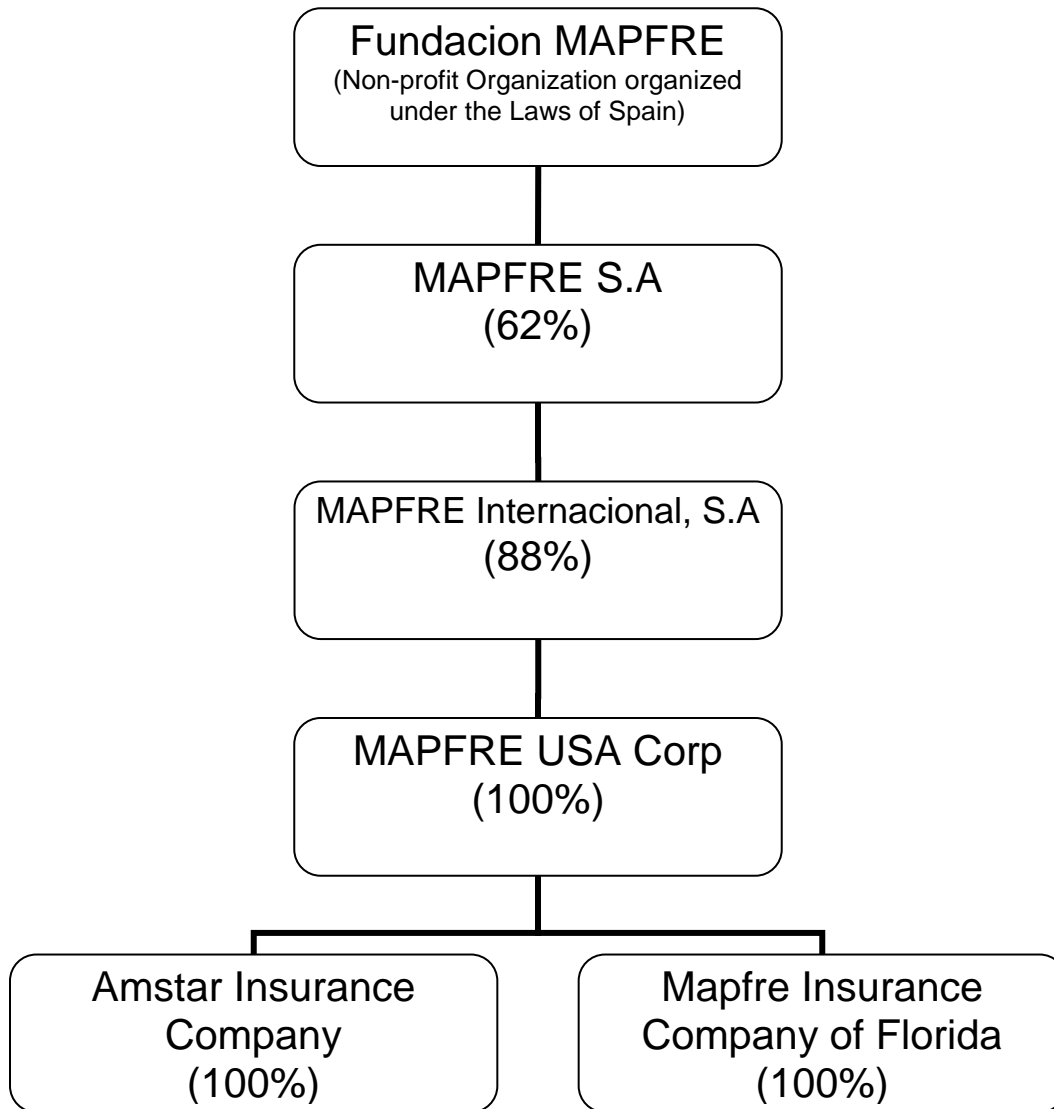 Fundacion MAPFRE
(Non-profit Organization organized
under the Laws of Spain)
MAPFRE S.A
(62%)
MAPFRE Internacional, S.A
(88%)
MAPFRE USA Corp
(100%)
Amstar Insurance
Company
(100%)
Mapfre Insurance
Company of Florida
(100%)